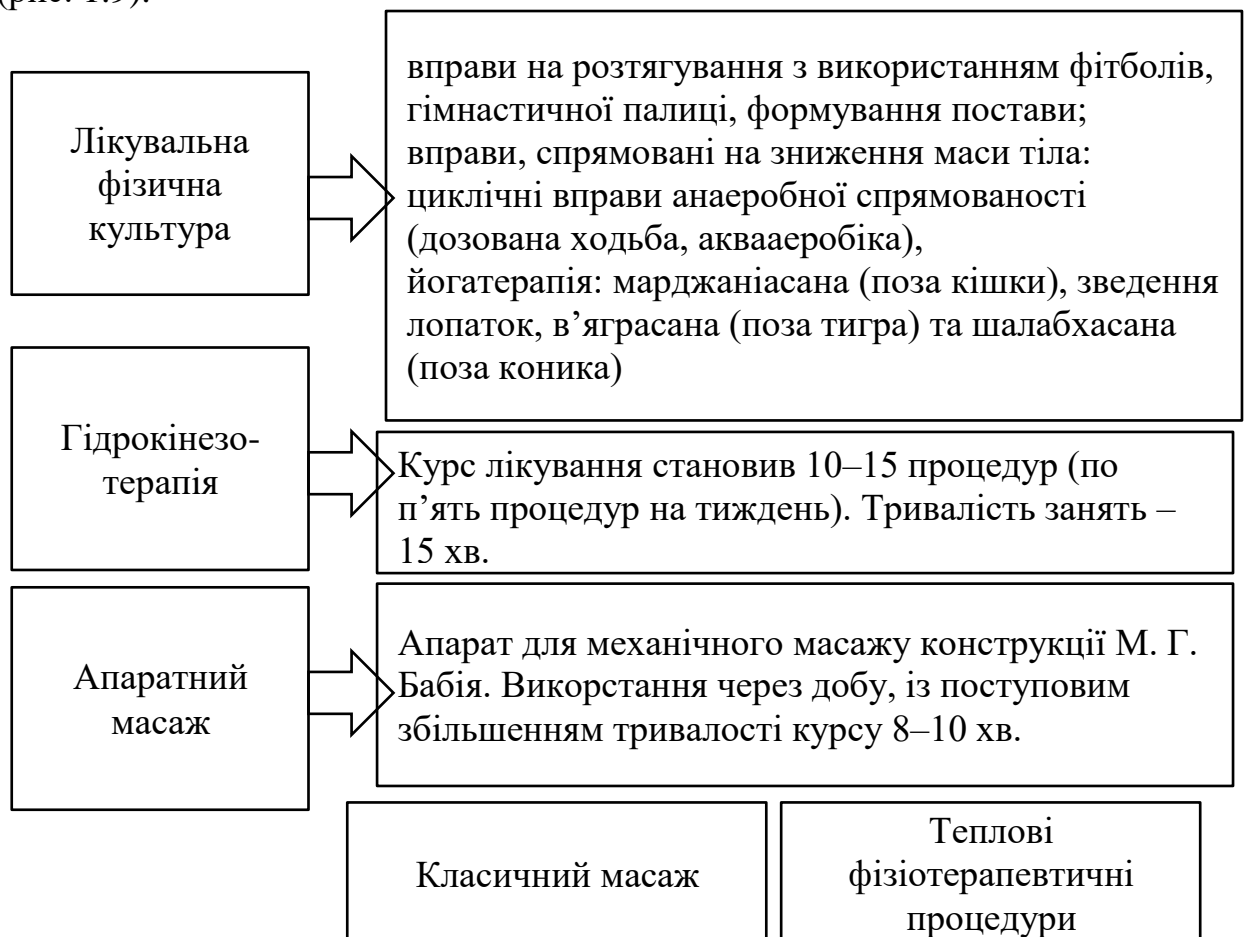 (рис. 1.9).
Лікувальна
фізична
культура
вправи на розтягування з використанням фітболів,
гімнастичної палиці, формування постави;
вправи, спрямовані на зниження маси тіла:
циклічні вправи анаеробної спрямованості
(дозована ходьба, аквааеробіка),
йогатерапія: марджаніасана (поза кішки), зведення
лопаток, в’яграсана (поза тигра) та шалабхасана
(поза коника)
Гідрокінезо-
терапія
Курс лікування становив 10–15 процедур (по
п’ять процедур на тиждень). Тривалість занять –
15 хв.
Апаратний
масаж
Апарат для механічного масажу конструкції М. Г.
Бабія. Викорстання через добу, із поступовим
збільшенням тривалості курсу 8–10 хв.
Класичний масаж
Теплові
фізіотерапевтичні
процедури